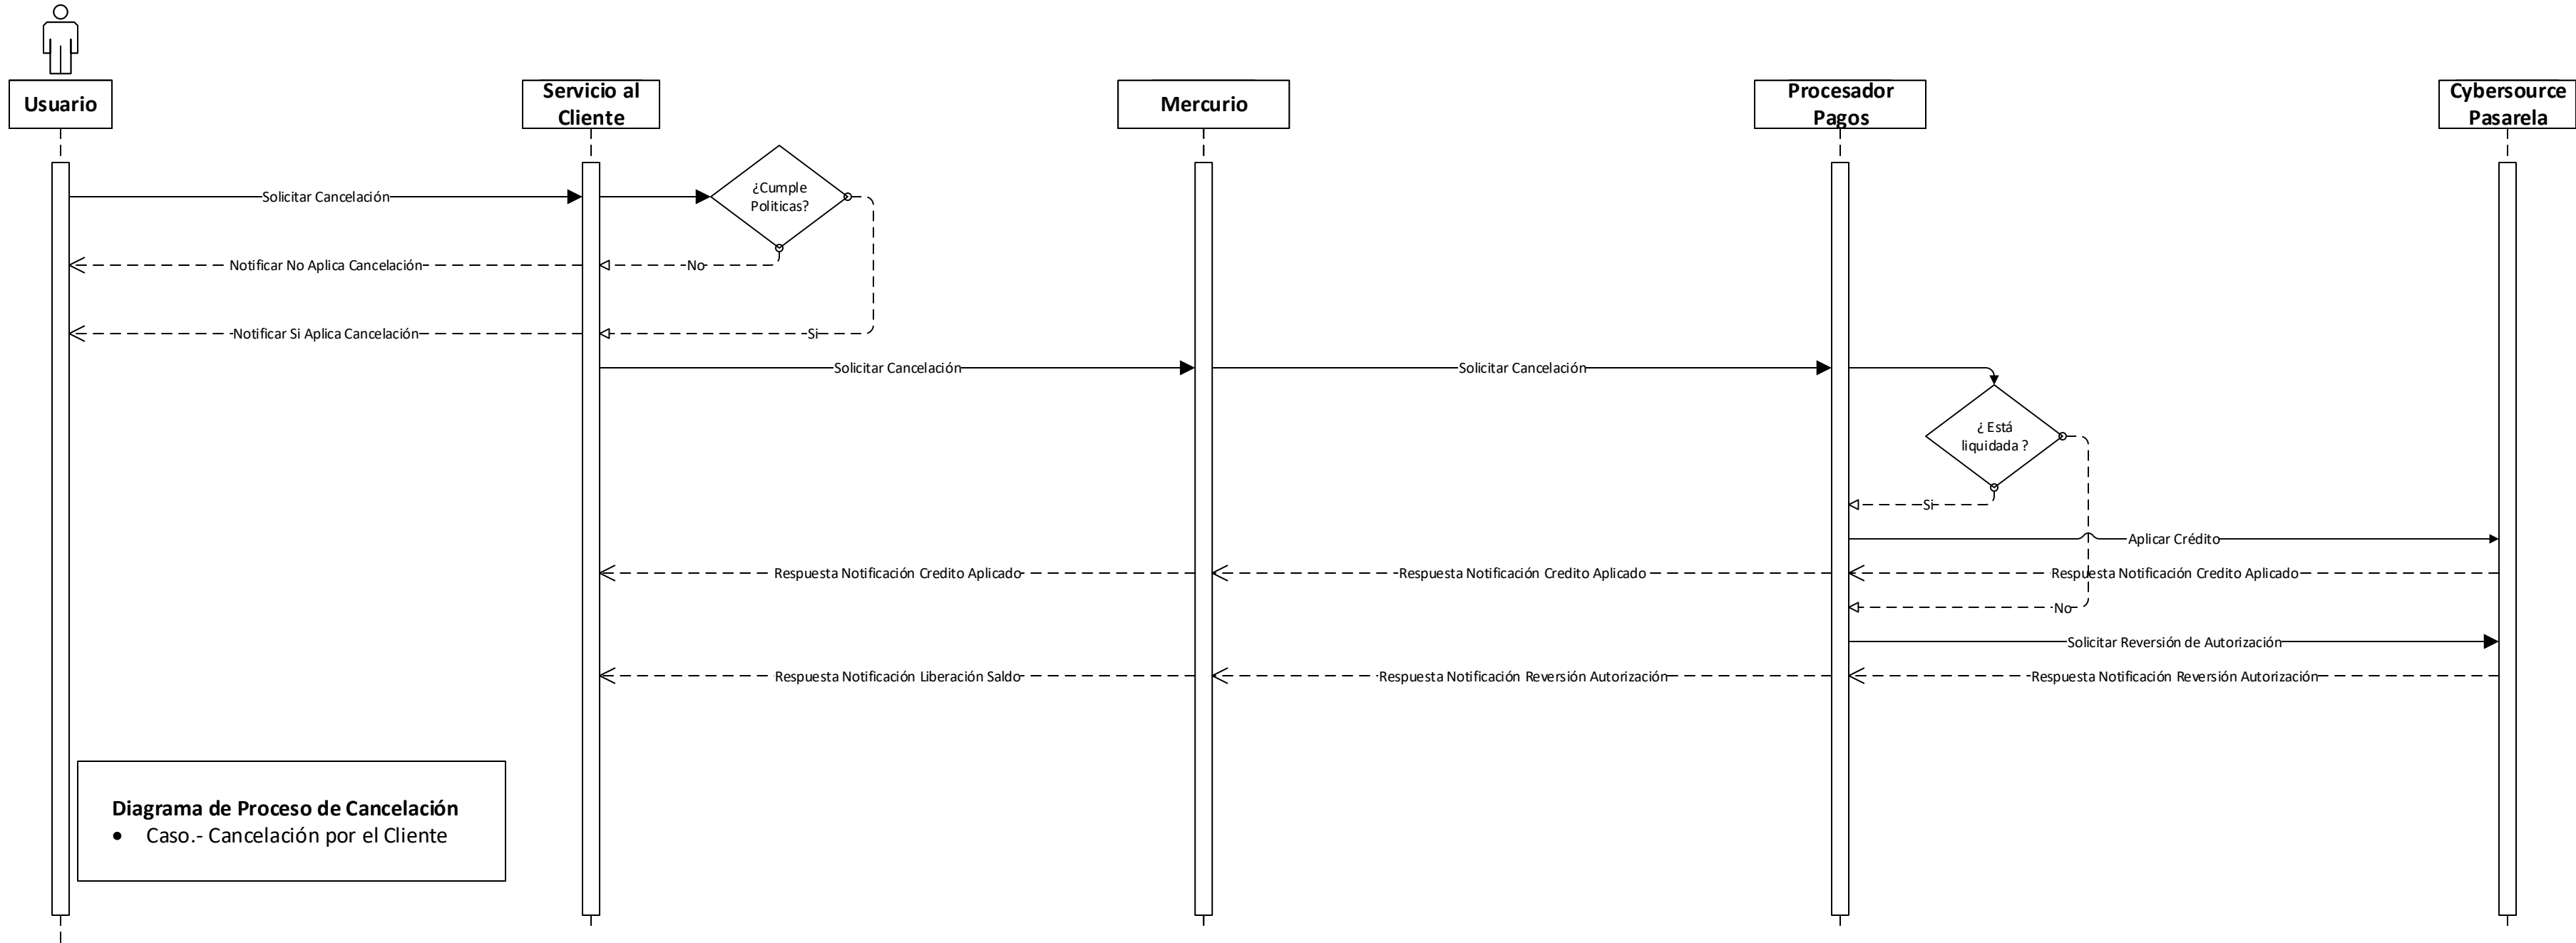 Usuario
Servicio al
Cliente
Mercurio
Procesador
Pagos
Cybersource
Pasarela
Solicitar Cancelación
¿Cumple
Politicas?
Notificar No Aplica Cancelación
No
Notificar Si Aplica Cancelación
Si
Solicitar Cancelación
Solicitar Cancelación
¿ Está
liquidada ?
Si
Aplicar Crédito
Respuesta Notificación Credito Aplicado
Respuesta Notificación Credito Aplicado
Respuesta Notificación Credito Aplicado
No
Solicitar Reversión de Autorización
Respuesta Notificación Liberación Saldo
Respuesta Notificación Reversión Autorización
Respuesta Notificación Reversión Autorización
Diagrama de Proceso de Cancelación
• Caso.- Cancelación por el Cliente